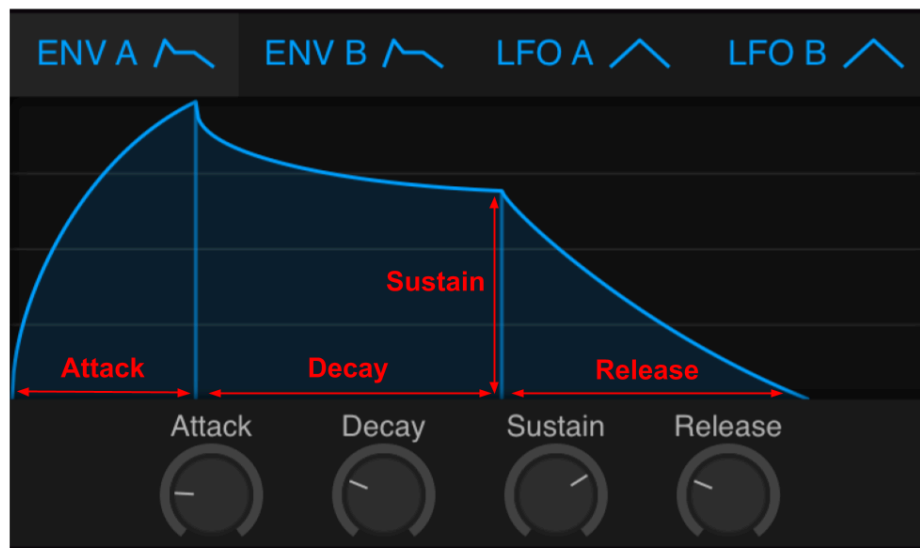 ENV A ENV B LFO A LFO B
Sustain
Attack Decay Release
Attack Decay Sustain Release